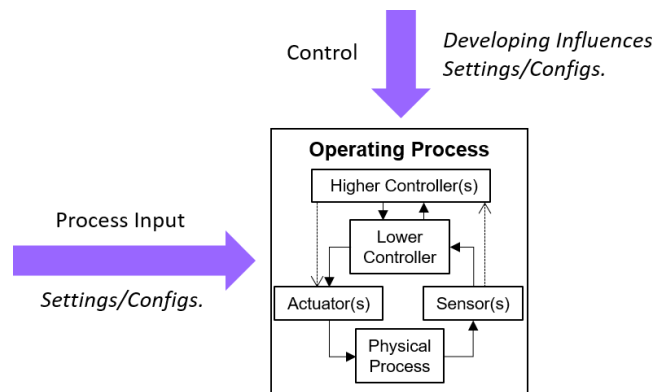 Control
Developing Influences
Settings/Configs.
Operating Process
Higher Controller(s)
Process Input
Lower
Controller
Settings/Configs.
Actuator(s)
Sensor(s)
Physical
Process